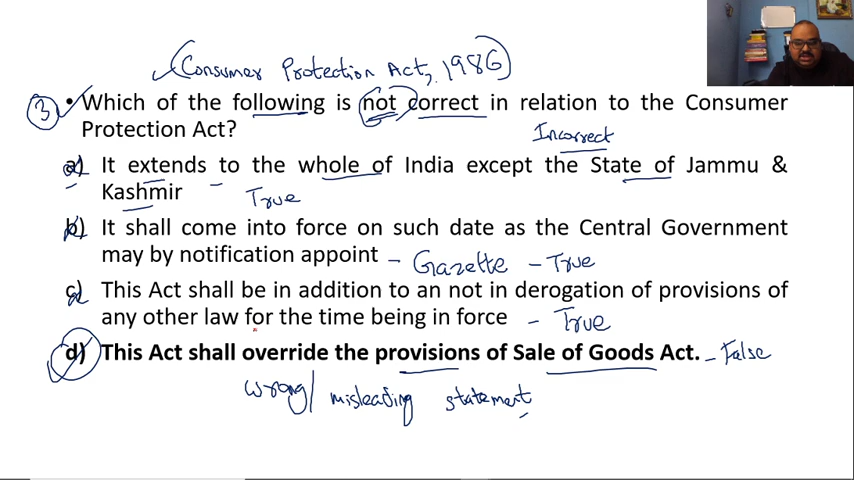 (Consumer Protection Act, 1986)
③ • Which of the following is not correct in relation to the Consumer
Protection Act?
Incorrect
a) It extends to the whole of India except the State of Jammu &
Kashmir
True
b) It shall come into force on such date as the Central Government
may by notification appoint – Gazette – True
c) This Act shall be in addition to an not in derogation of provisions of
any other law for the time being in force – True
d) This Act shall override the provisions of Sale of Goods Act. – False
wrong/ misleading statement